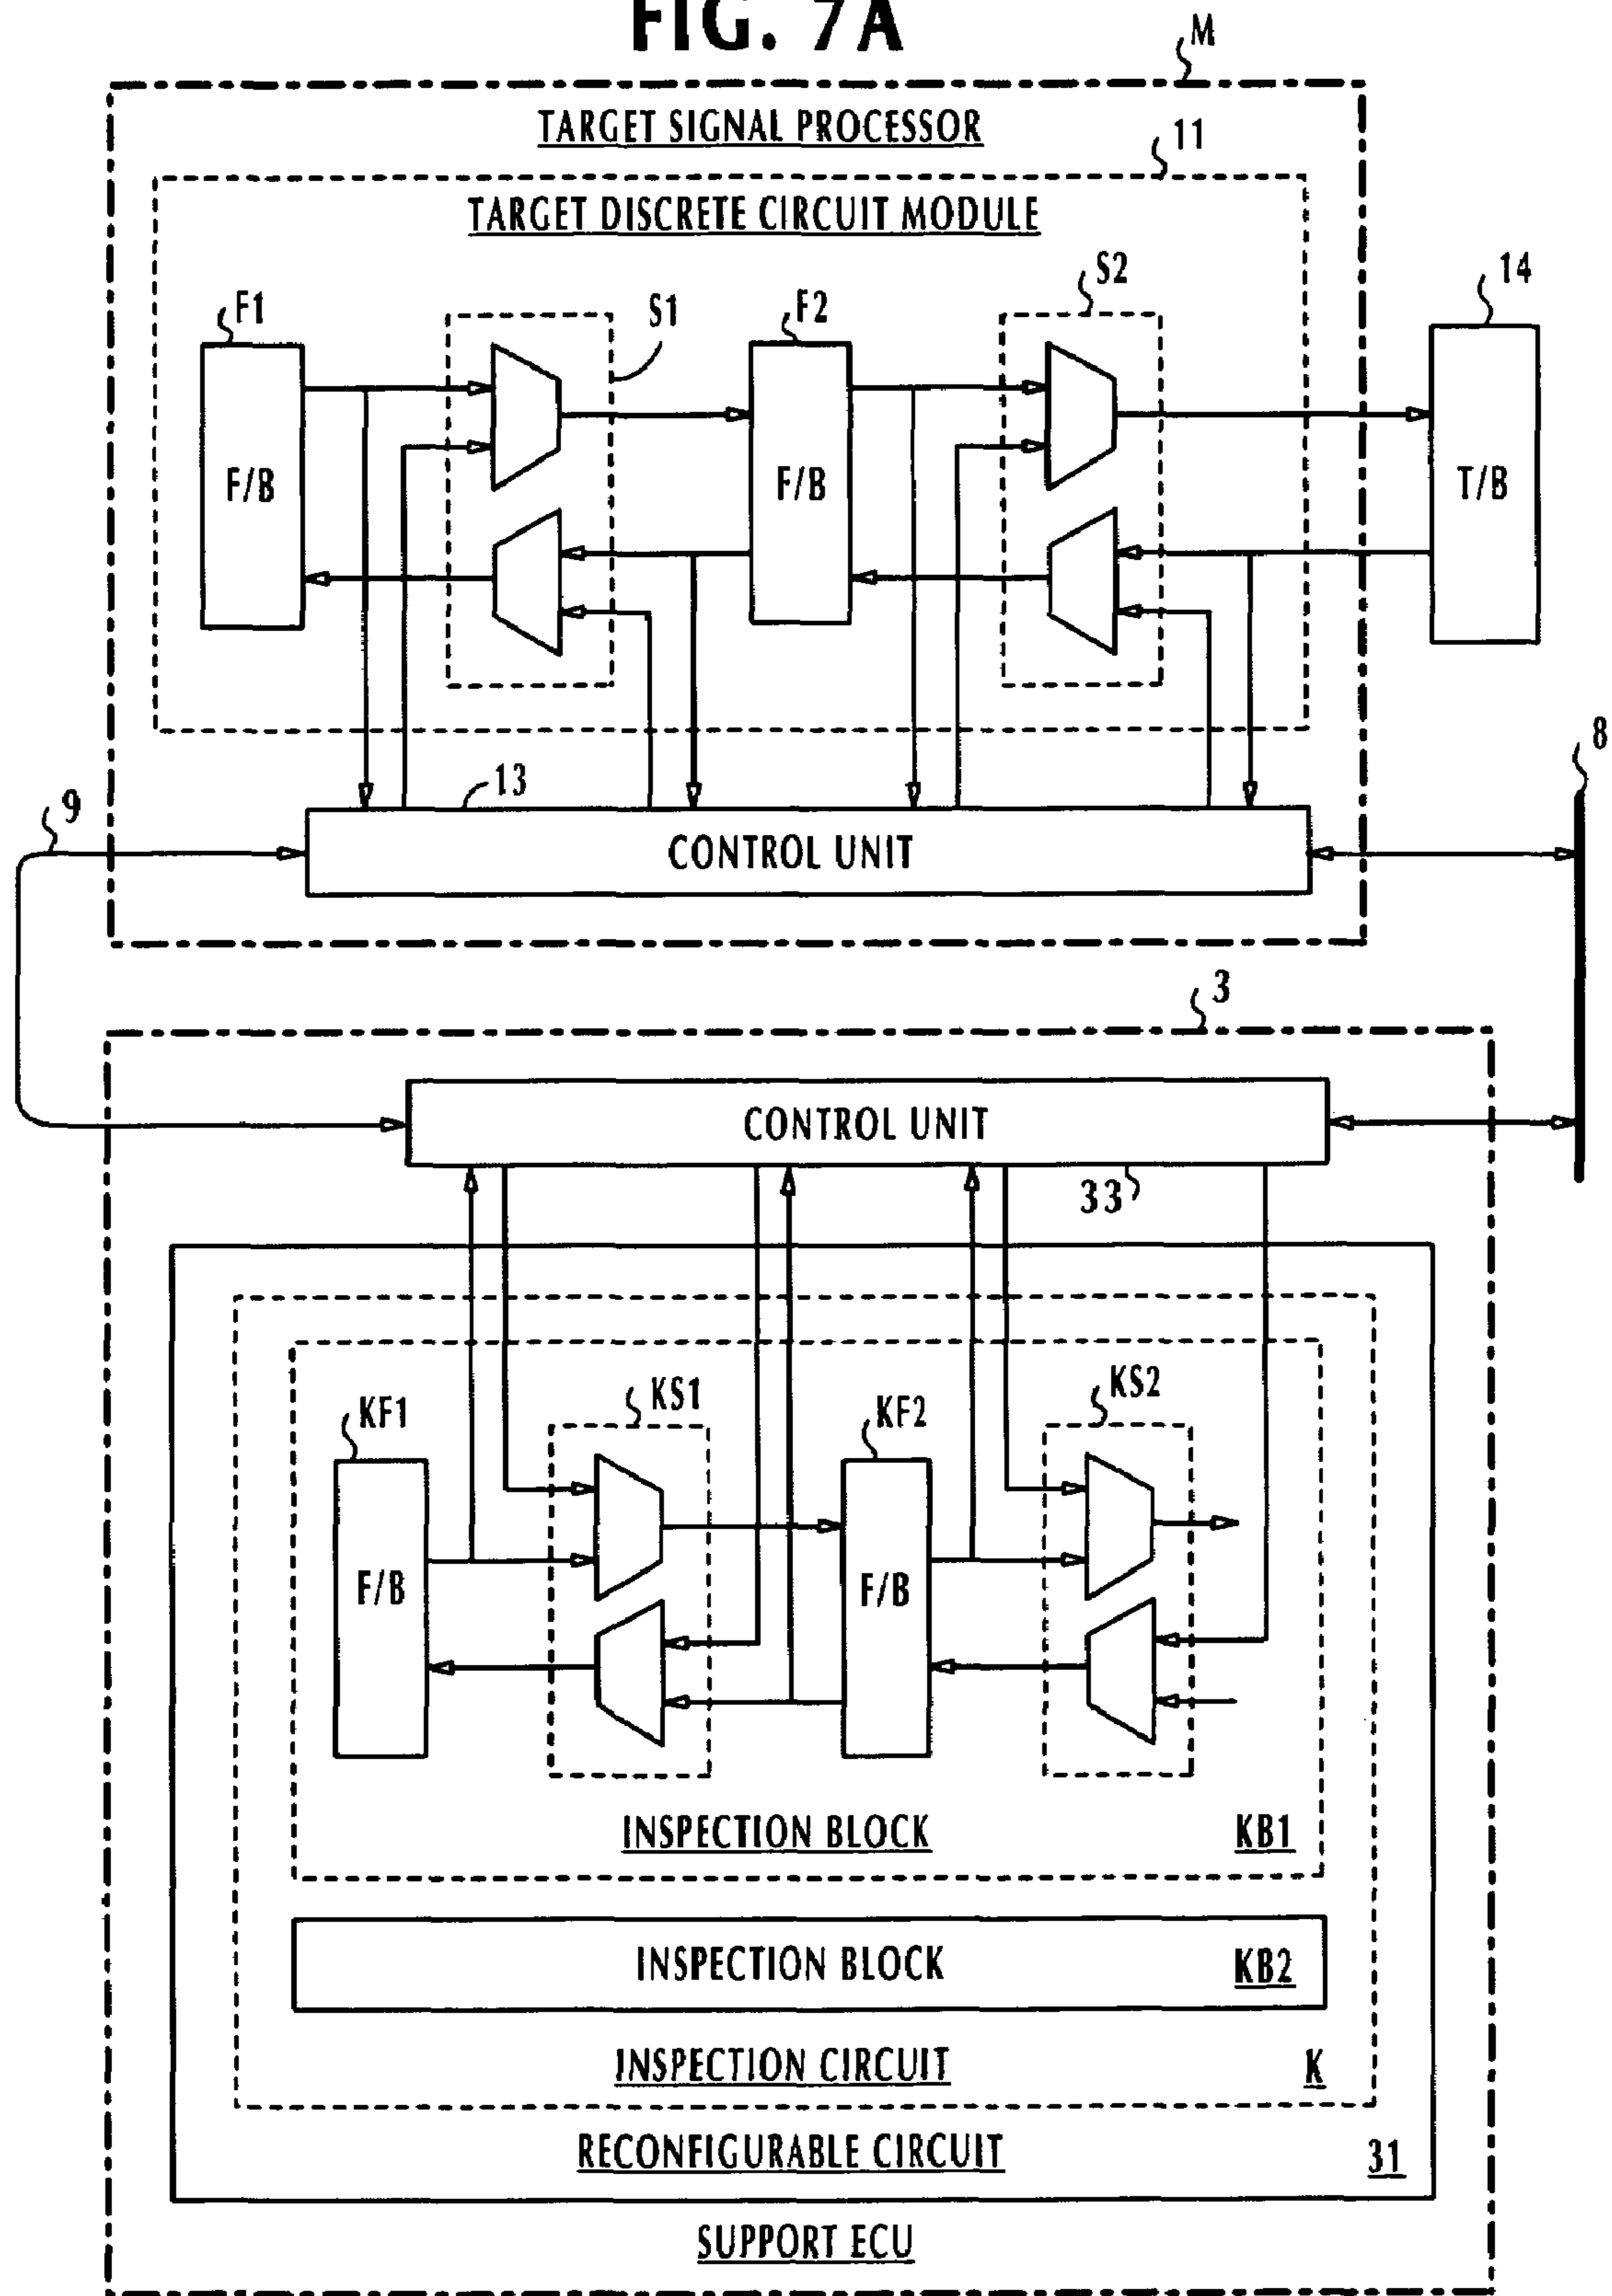 FIG. 7A
M
TARGET SIGNAL PROCESSOR
11
TARGET DISCRETE CIRCUIT MODULE
F1
S1
F2
S2
14
F/B
F/B
T/B
8
9
13
CONTROL UNIT
3
CONTROL UNIT
33
KF1
KS1
KF2
KS2
F/B
F/B
INSPECTION BLOCK
KB1
INSPECTION BLOCK
KB2
INSPECTION CIRCUIT
K
RECONFIGURABLE CIRCUIT
31
SUPPORT ECU